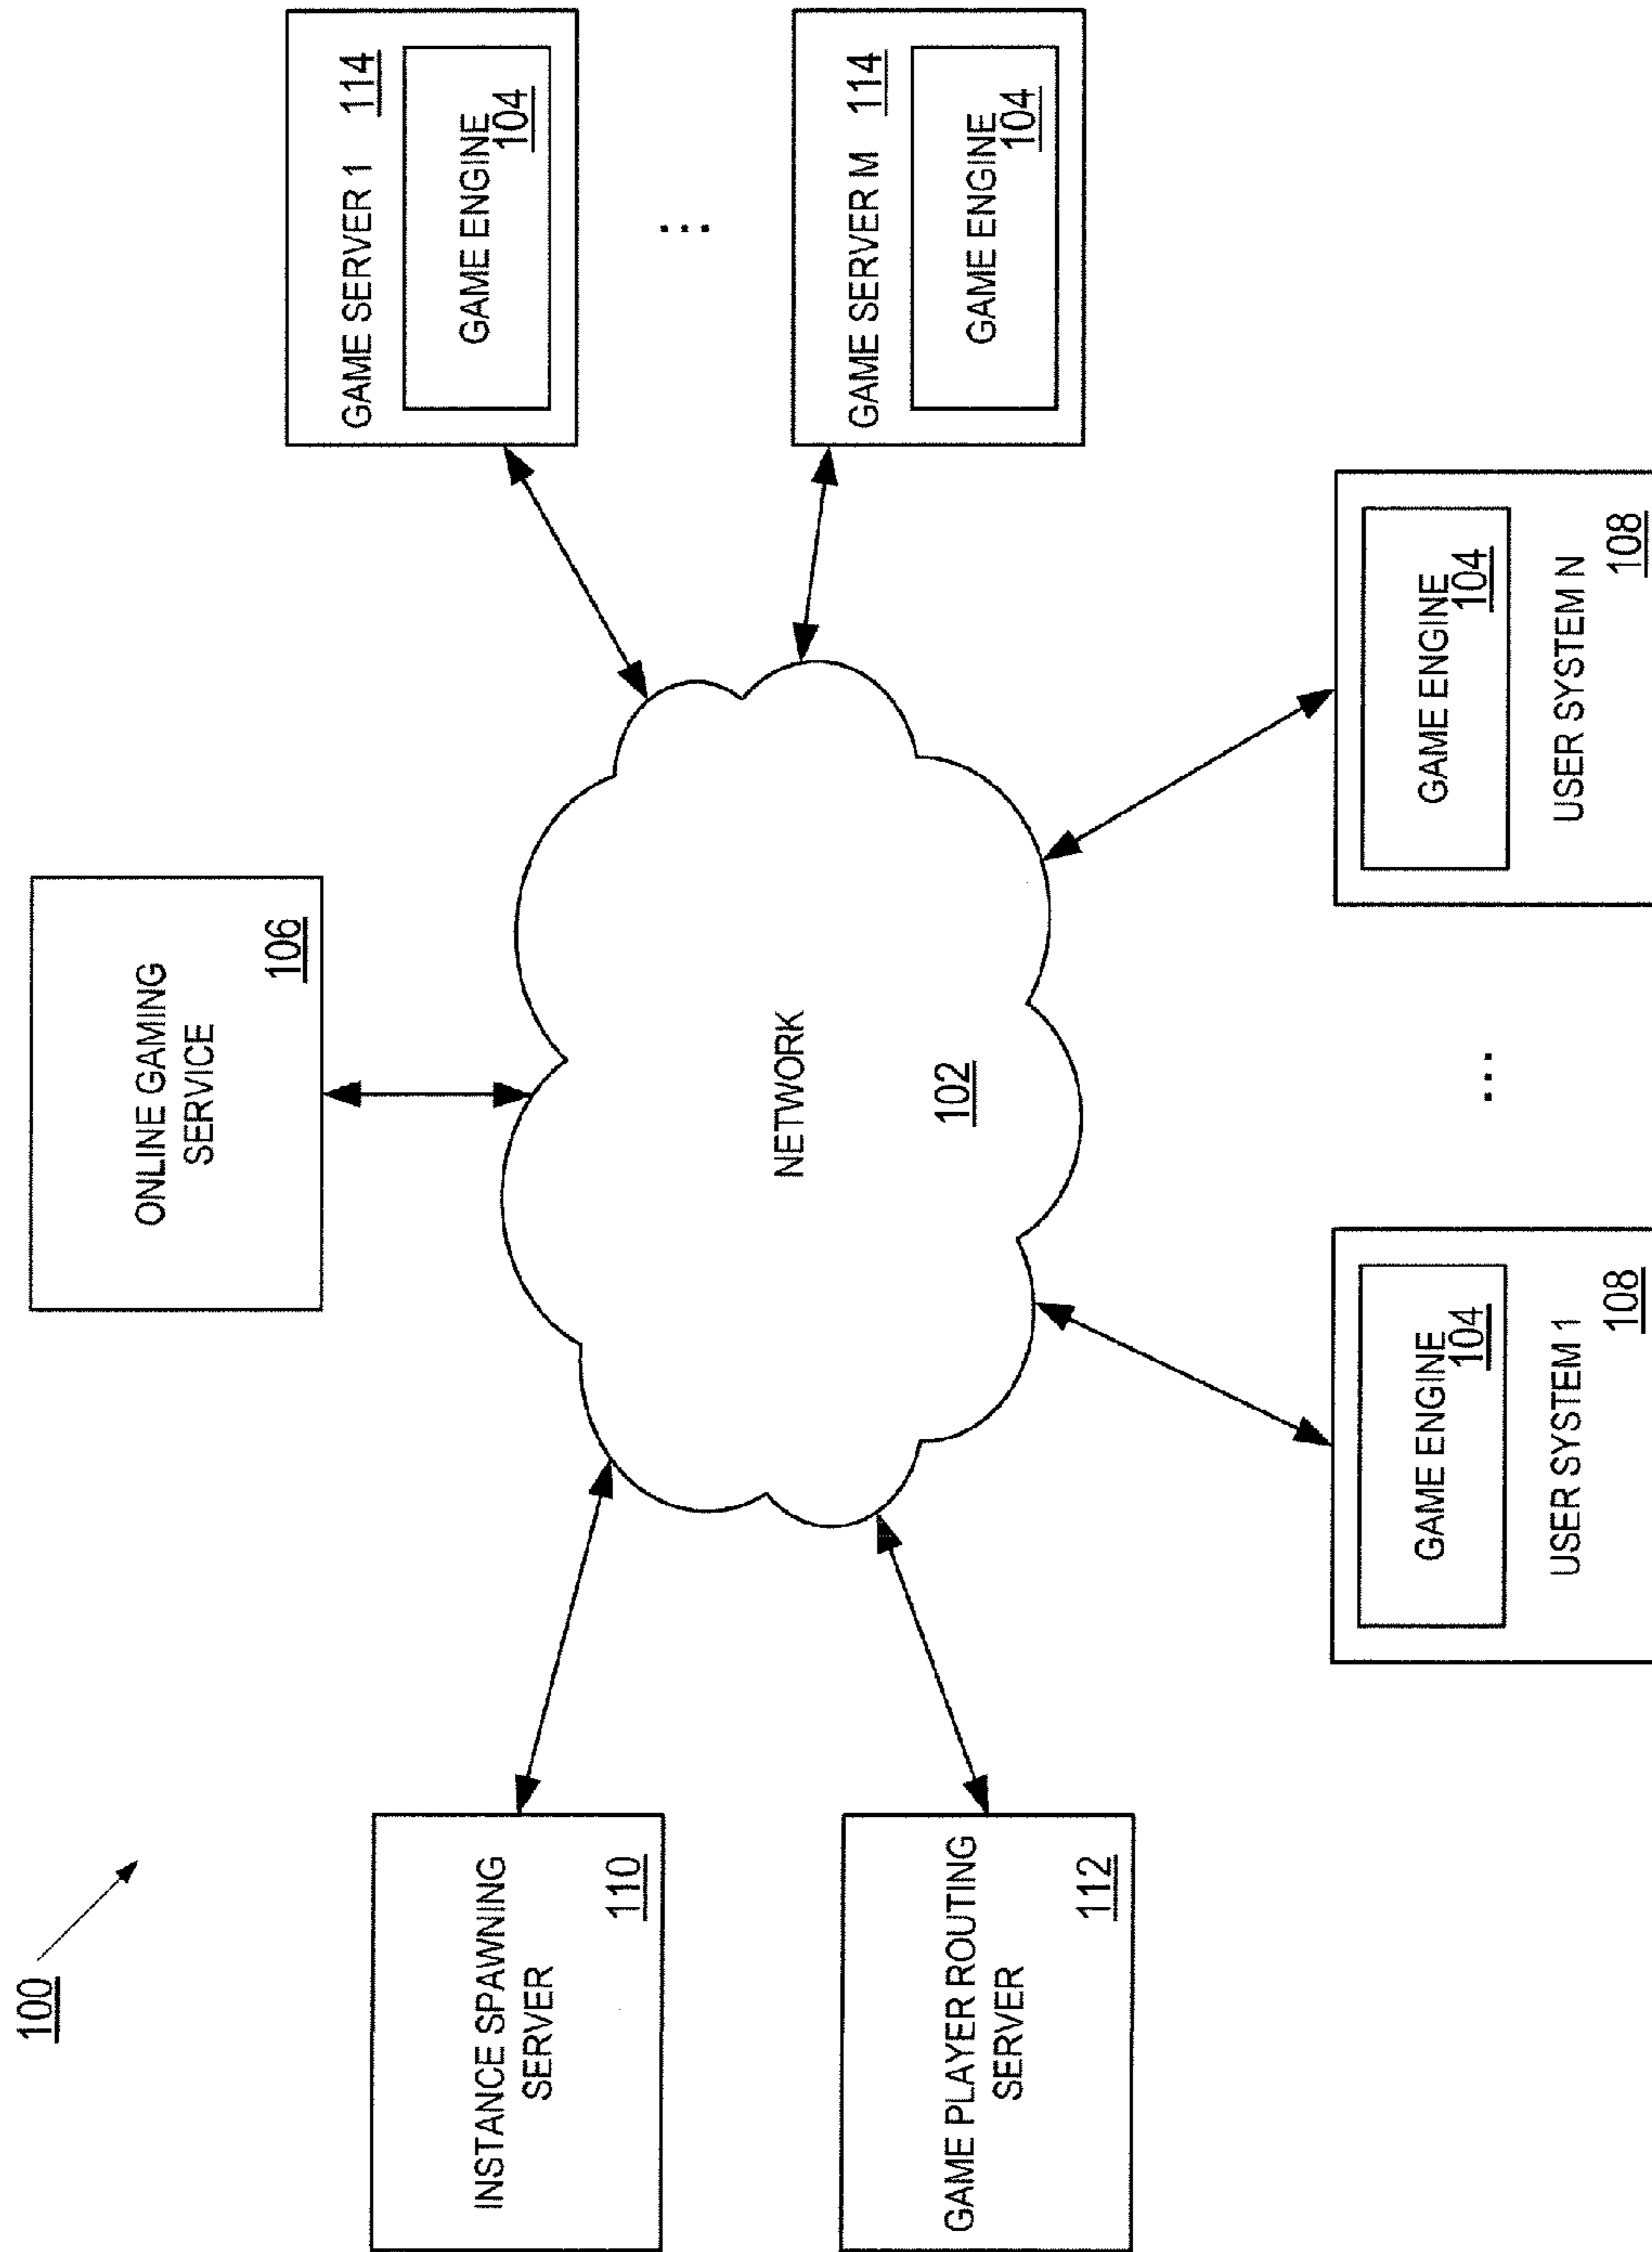 100
ONLINE GAMING
SERVICE
106
INSTANCE SPAWNING
SERVER
110
GAME PLAYER ROUTING
SERVER
112
NETWORK
102
GAME SERVER 1 114
GAME ENGINE
104
...
GAME SERVER M 114
GAME ENGINE
104
GAME ENGINE
104
USER SYSTEM 1
108
...
GAME ENGINE
104
USER SYSTEM N
108